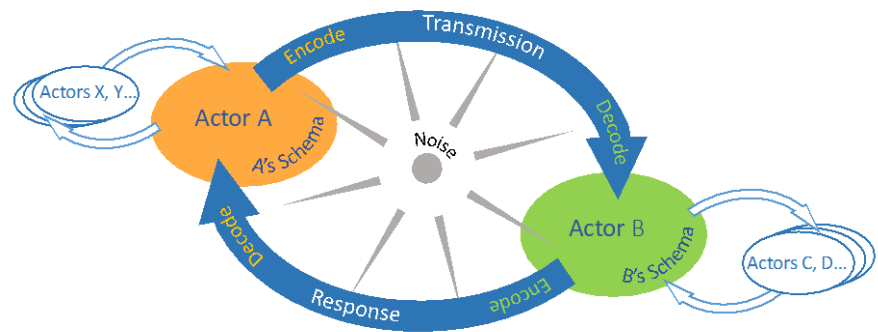 Encode
Transmission
Decode
Actors X, Y...
Actor A
A's Schema
Noise
Actor B
B's Schema
Actors C, D...
Encode
Response
Decode